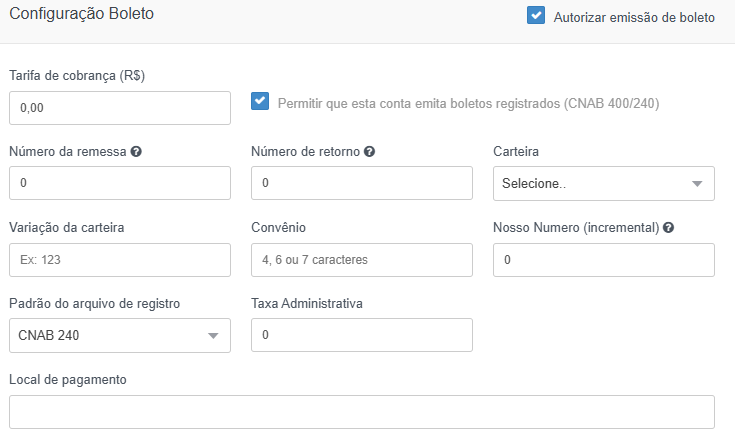 Configuração Boleto
Autorizar emissão de boleto
Tarifa de cobrança (R$)
0,00
Permitir que esta conta emita boletos registrados (CNAB 400/240)
Número da remessa ?
Número de retorno ?
Carteira
0
0
Selecione..
Variação da carteira
Convênio
Nosso Numero (incremental) ?
Ex: 123
4, 6 ou 7 caracteres
0
Padrão do arquivo de registro
Taxa Administrativa
CNAB 240
0
Local de pagamento